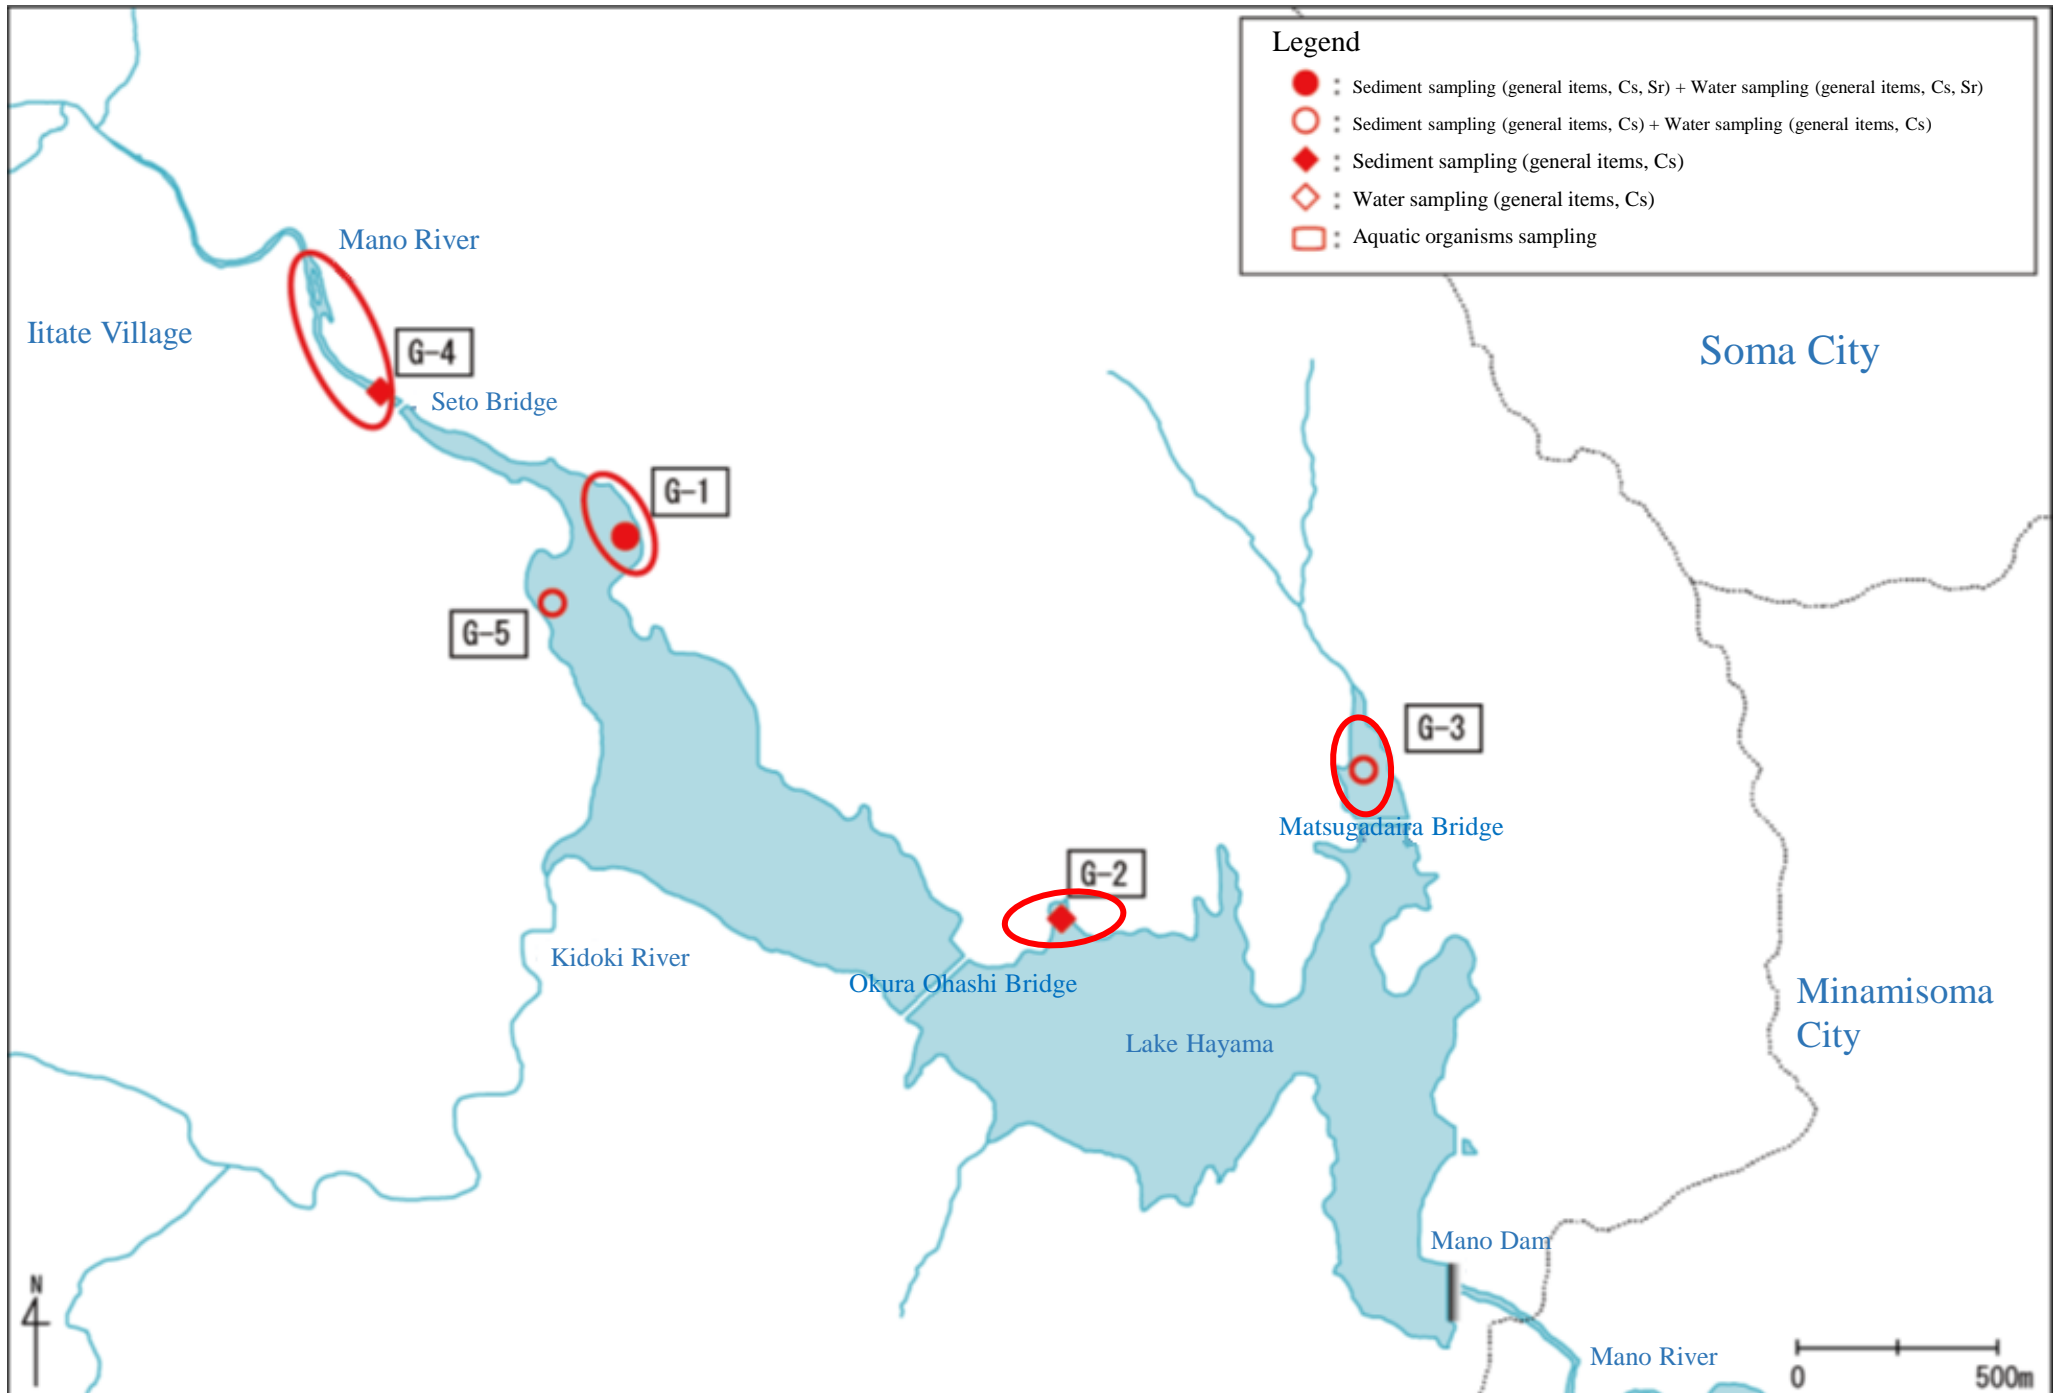 Legend
: Sediment sampling (general items, Cs, Sr) + Water sampling (general items, Cs, Sr)
: Sediment sampling (general items, Cs) + Water sampling (general items, Cs)
: Sediment sampling (general items, Cs)
: Water sampling (general items, Cs)
: Aquatic organisms sampling
Mano River
Iitate Village
G-4
Soma City
Seto Bridge
G-1
G-5
G-3
Matsugadaira Bridge
G-2
Kidoki River
Okura Ohashi Bridge
Minamisoma
City
Lake Hayama
Mano Dam
N
Mano River
0 500m